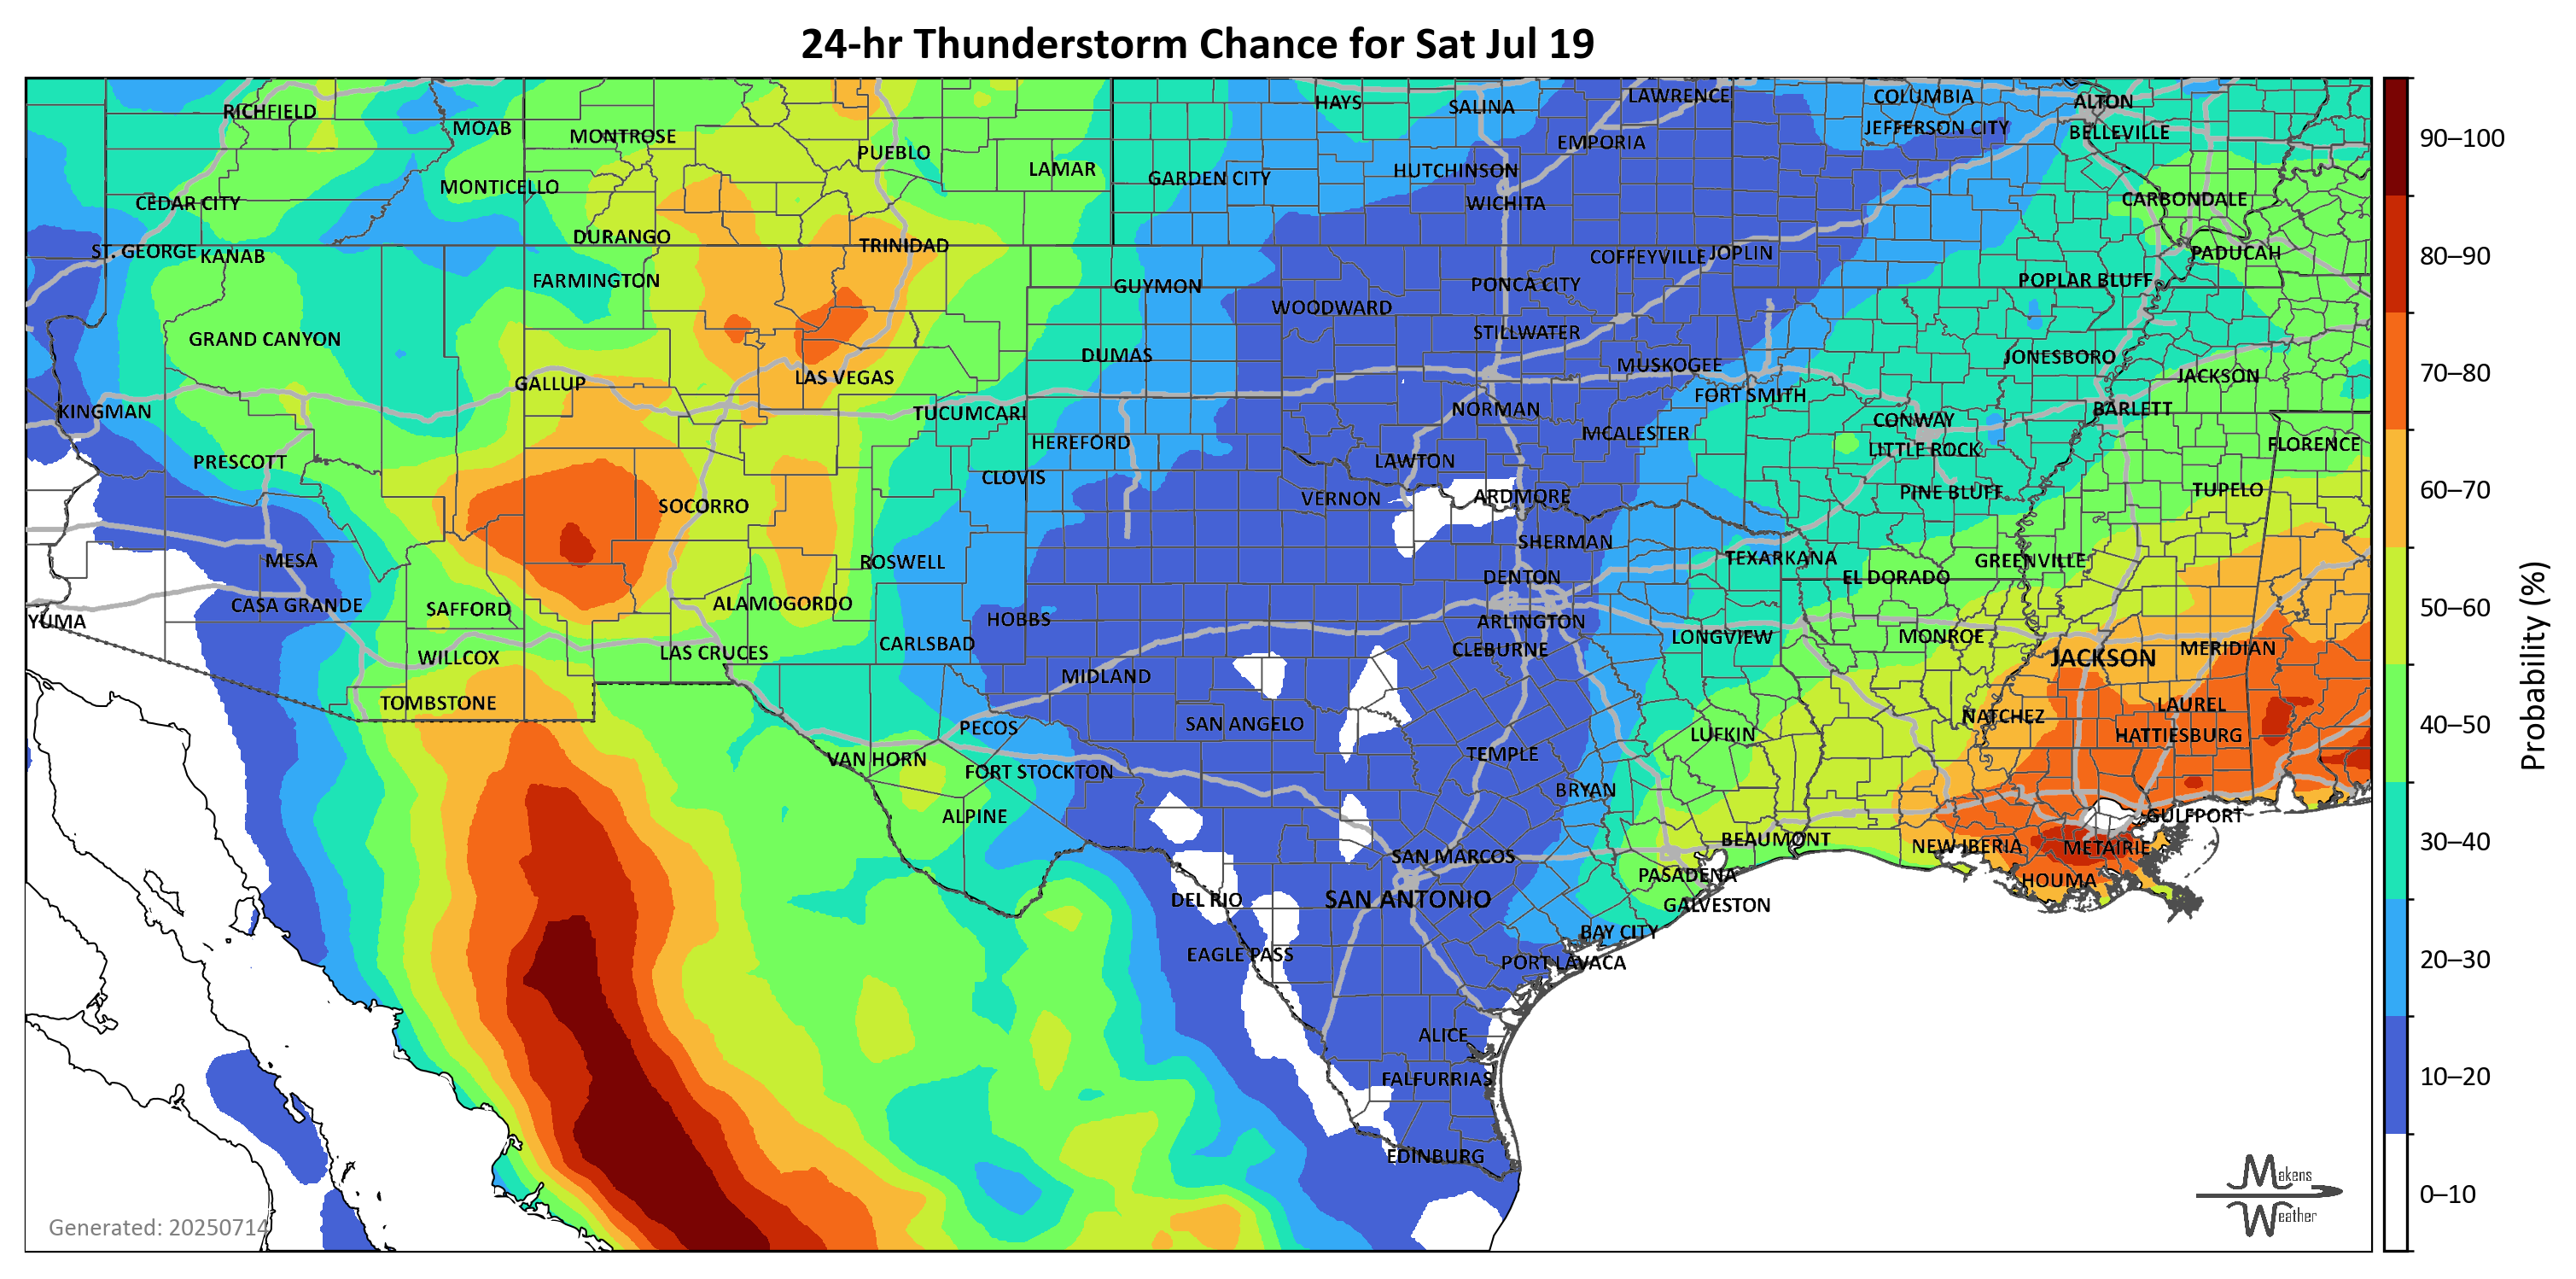 24-hr Thunderstorm Chance for Sat Jul 19
RICHFIELD
MOAB
MONTROSE
PUEBLO
LAMAR
HAYS
SALINA
LAWRENCE
COLUMBIA
ALTON
EMPORIA
JEFFERSON CITY
BELLEVILLE
90–100
CEDAR CITY
MONTICELLO
GARDEN CITY
HUTCHINSON
WICHITA
CARBONDALE
ST. GEORGE
KANAB
DURANGO
TRINIDAD
COFFEYVILLE
JOPLIN
PADUCAH
80–90
FARMINGTON
GUYMON
WOODWARD
PONCA CITY
POPLAR BLUFF
GRAND CANYON
DUMAS
STILLWATER
MUSKOGEE
JONESBORO
GALLUP
LAS VEGAS
FORT SMITH
JACKSON
70–80
KINGMAN
TUCUMCARI
NORMAN
CONWAY
BARLETT
PRESCOTT
HEREFORD
LAWTON
MCALESTER
LITTLE ROCK
FLORENCE
CLOVIS
VERNON
ARDMORE
PINE BLUFF
TUPELO
60–70
SOCORRO
MESA
ROSWELL
SHERMAN
TEXARKANA
GREENVILLE
CASA GRANDE
SAFFORD
ALAMOGORDO
DENTON
EL DORADO
YUMA
HOBBS
ARLINGTON
50–60
WILLCOX
LAS CRUCES
CARLSBAD
CLEBURNE
LONGVIEW
MONROE
JACKSON
MERIDIAN
Probability (%)
TOMBSTONE
MIDLAND
PECOS
SAN ANGELO
NATCHEZ
LAUREL
40–50
VAN HORN
FORT STOCKTON
TEMPLE
LUFKIN
HATTIESBURG
ALPINE
BRYAN
GULFPORT
SAN MARCOS
BEAUMONT
NEW IBERIA
METAIRIE
30–40
DEL RIO
SAN ANTONIO
PASADENA
HOUMA
GALVESTON
EAGLE PASS
BAY CITY
PORT LAVACA
20–30
ALICE
FALFURRIAS
10–20
EDINBURG
Makens
Weather
0–10
Generated: 20250714